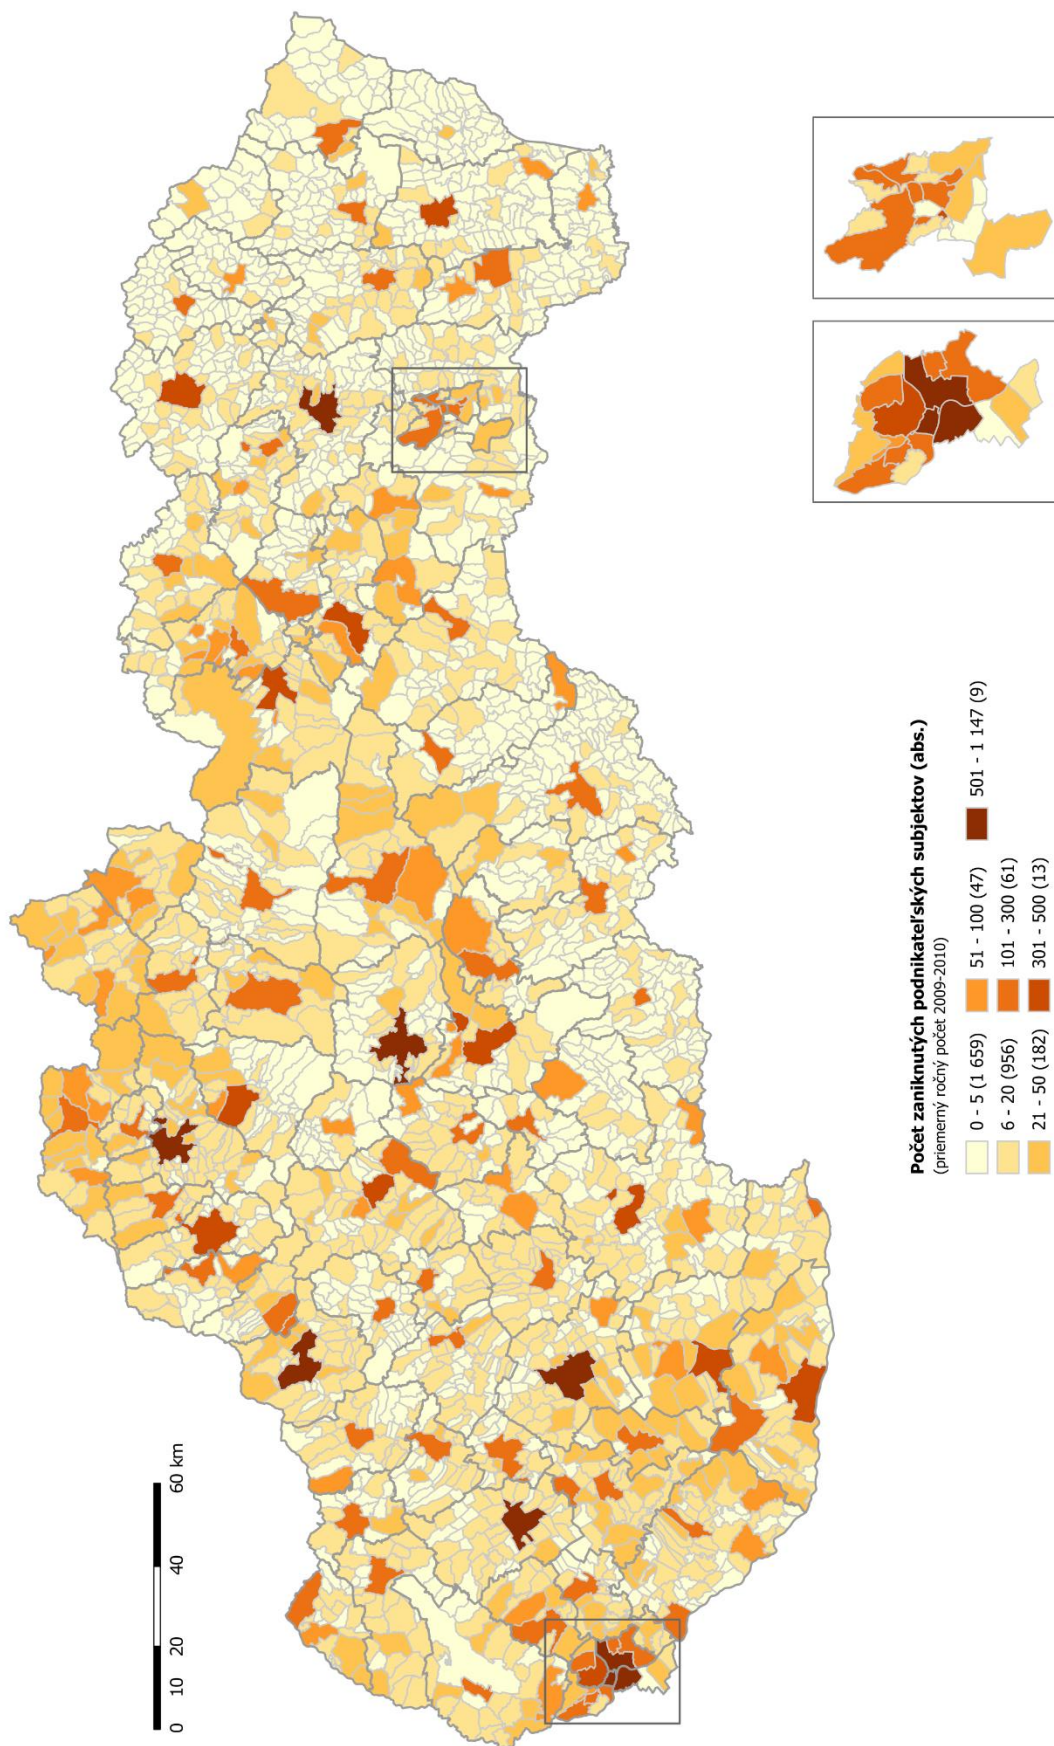 0 10 20 40 60 km
Počet zaniknutých podnikateľských subjektov (abs.)
(priemerný ročný počet 2009-2010)
0 - 5 (1 659)
6 - 20 (956)
21 - 50 (182)
51 - 100 (47)
101 - 300 (61)
301 - 500 (13)
501 - 1 147 (9)